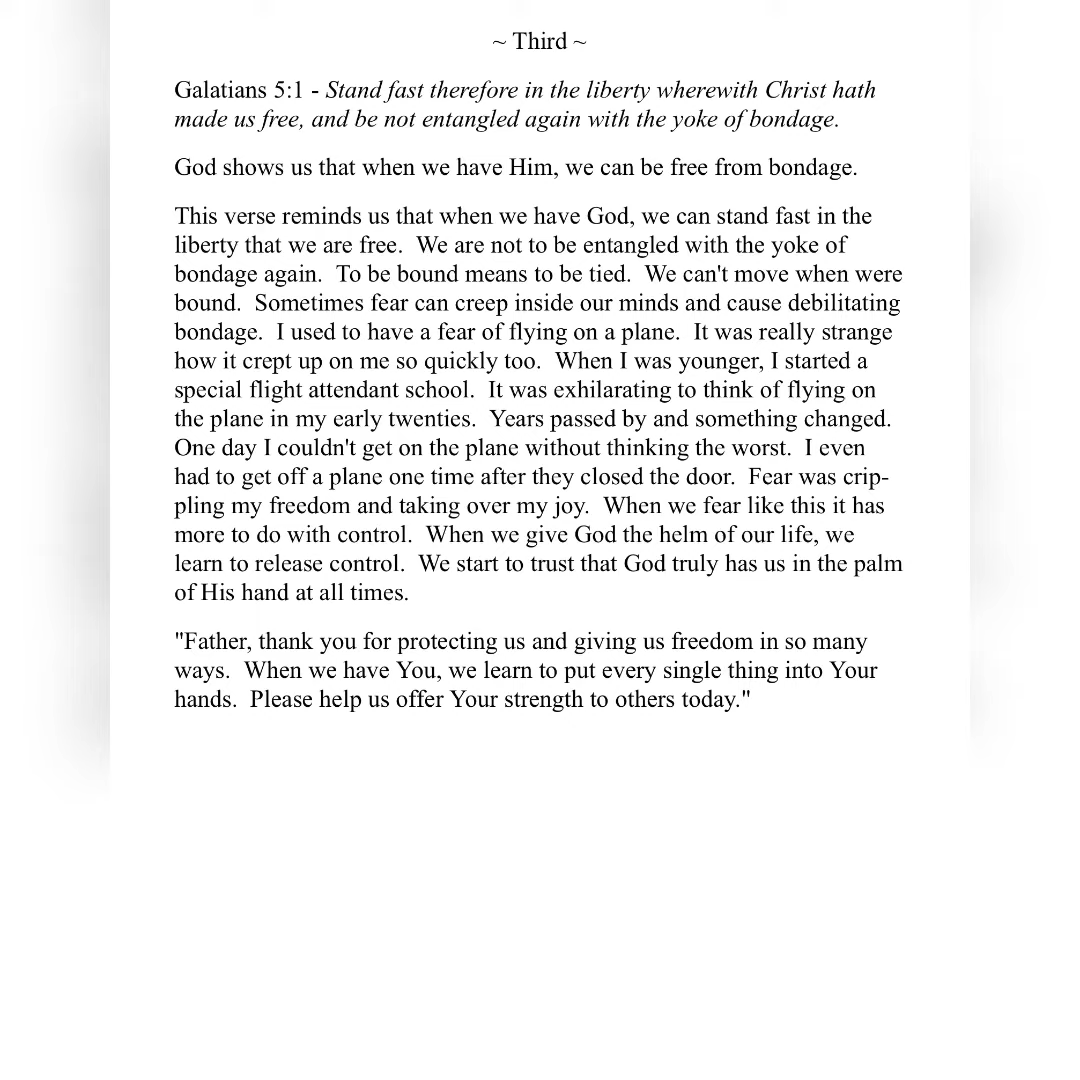 ~ Third ~
Galatians 5:1 - Stand fast therefore in the liberty wherewith Christ hath
made us free, and be not entangled again with the yoke of bondage.
God shows us that when we have Him, we can be free from bondage.
This verse reminds us that when we have God, we can stand fast in the
liberty that we are free.  We are not to be entangled with the yoke of
bondage again.  To be bound means to be tied.  We can't move when were
bound.  Sometimes fear can creep inside our minds and cause debilitating
bondage.  I used to have a fear of flying on a plane.  It was really strange
how it crept up on me so quickly too.  When I was younger, I started a
special flight attendant school.  It was exhilarating to think of flying on
the plane in my early twenties.  Years passed by and something changed.
One day I couldn't get on the plane without thinking the worst.  I even
had to get off a plane one time after they closed the door.  Fear was crip-
pling my freedom and taking over my joy.  When we fear like this it has
more to do with control.  When we give God the helm of our life, we
learn to release control.  We start to trust that God truly has us in the palm
of His hand at all times.
"Father, thank you for protecting us and giving us freedom in so many
ways.  When we have You, we learn to put every single thing into Your
hands.  Please help us offer Your strength to others today."